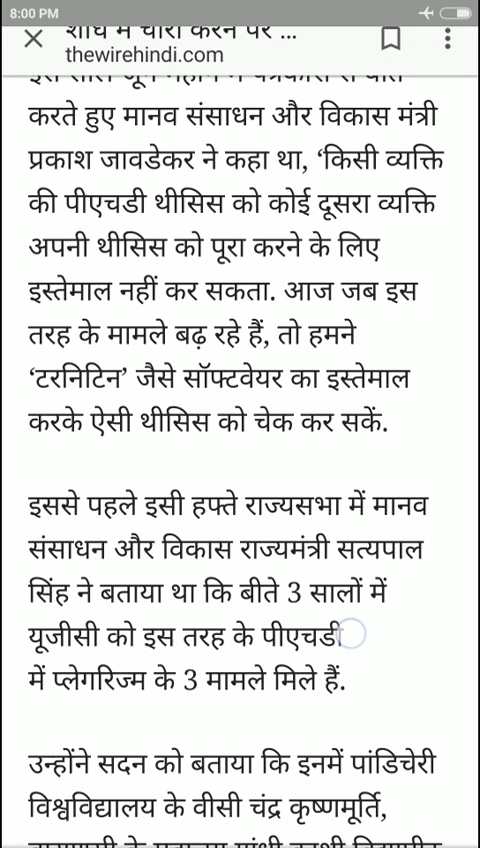 8:00 PM
शोध में चोरी करने पर ...
thewirehindi.com
करते हुए मानव संसाधन और विकास मंत्री
प्रकाश जावडेकर ने कहा था, ‘किसी व्यक्ति
की पीएचडी थीसिस को कोई दूसरा व्यक्ति
अपनी थीसिस को पूरा करने के लिए
इस्तेमाल नहीं कर सकता. आज जब इस
तरह के मामले बढ़ रहे हैं, तो हमने
‘टरनिटिन’ जैसे सॉफ्टवेयर का इस्तेमाल
करके ऐसी थीसिस को चेक कर सकें.
इससे पहले इसी हफ्ते राज्यसभा में मानव
संसाधन और विकास राज्यमंत्री सत्यपाल
सिंह ने बताया था कि बीते 3 सालों में
यूजीसी को इस तरह के पीएचडी
में प्लेगरिज्म के 3 मामले मिले हैं.
उन्होंने सदन को बताया कि इनमें पांडिचेरी
विश्वविद्यालय के वीसी चंद्र कृष्णमूर्ति,